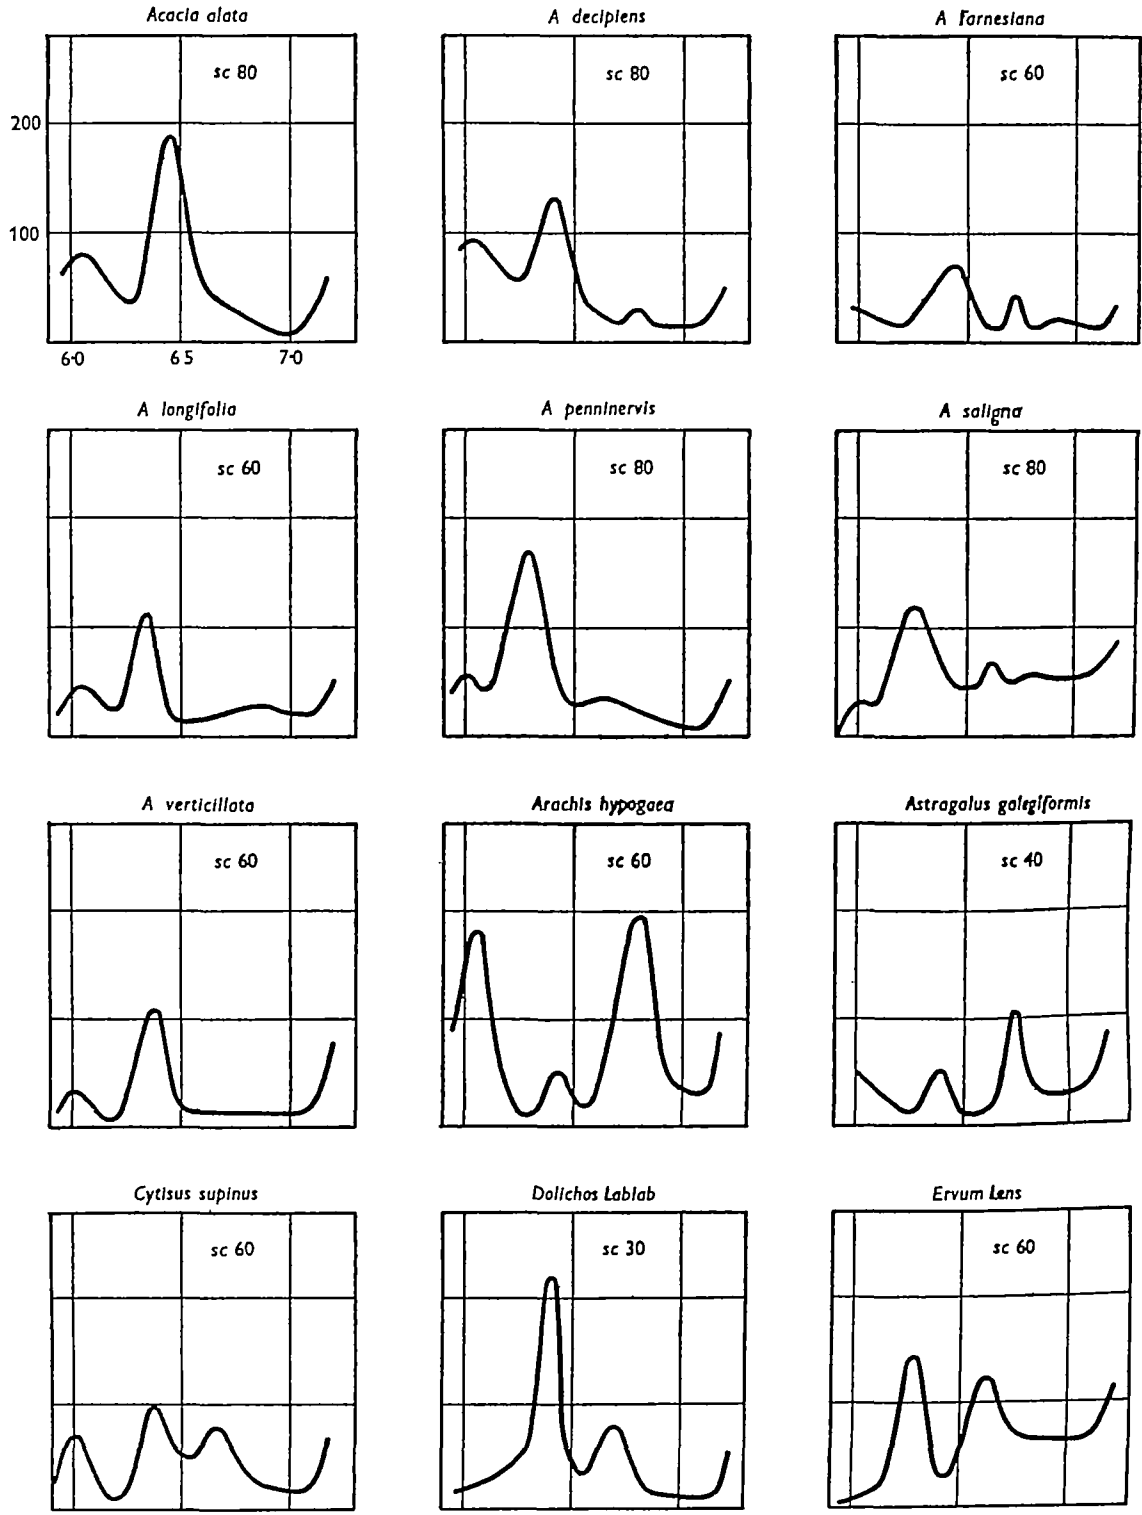 Acacia alata
A decipiens
A Farnesiana
sc 80
sc 80
sc 60
200
100
6·0 6 5 7·0
A longifolia
A penninervis
A saligna
sc 60
sc 80
sc 80
A verticillata
Arachis hypogaea
Astragalus galegiformis
sc 60
sc 60
sc 40
Cytisus supinus
Dolichos Lablab
Ervum Lens
sc 60
sc 30
sc 60